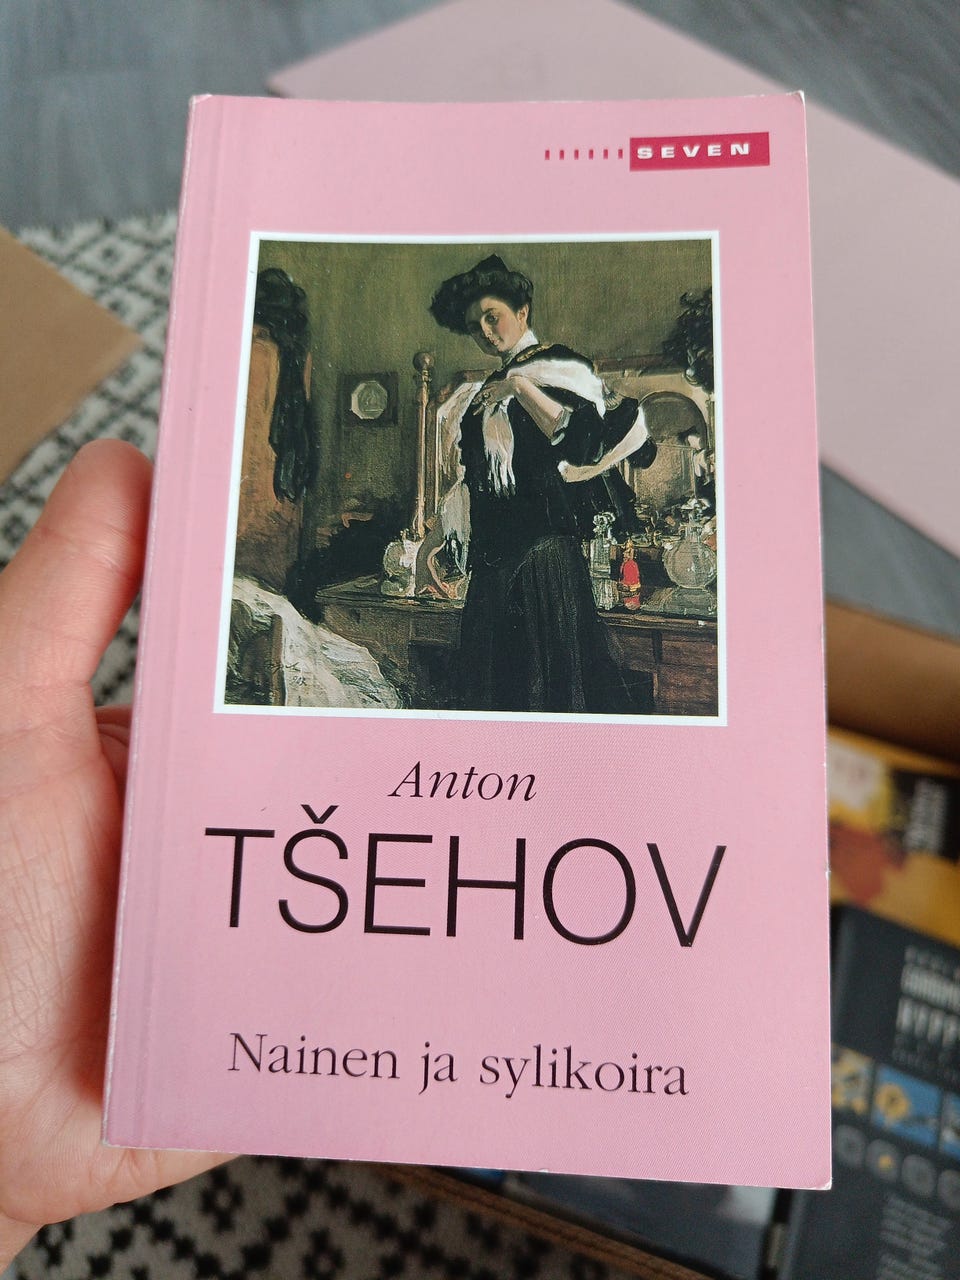 SEVEN
Anton
TŠEHOV
Nainen ja sylikoira